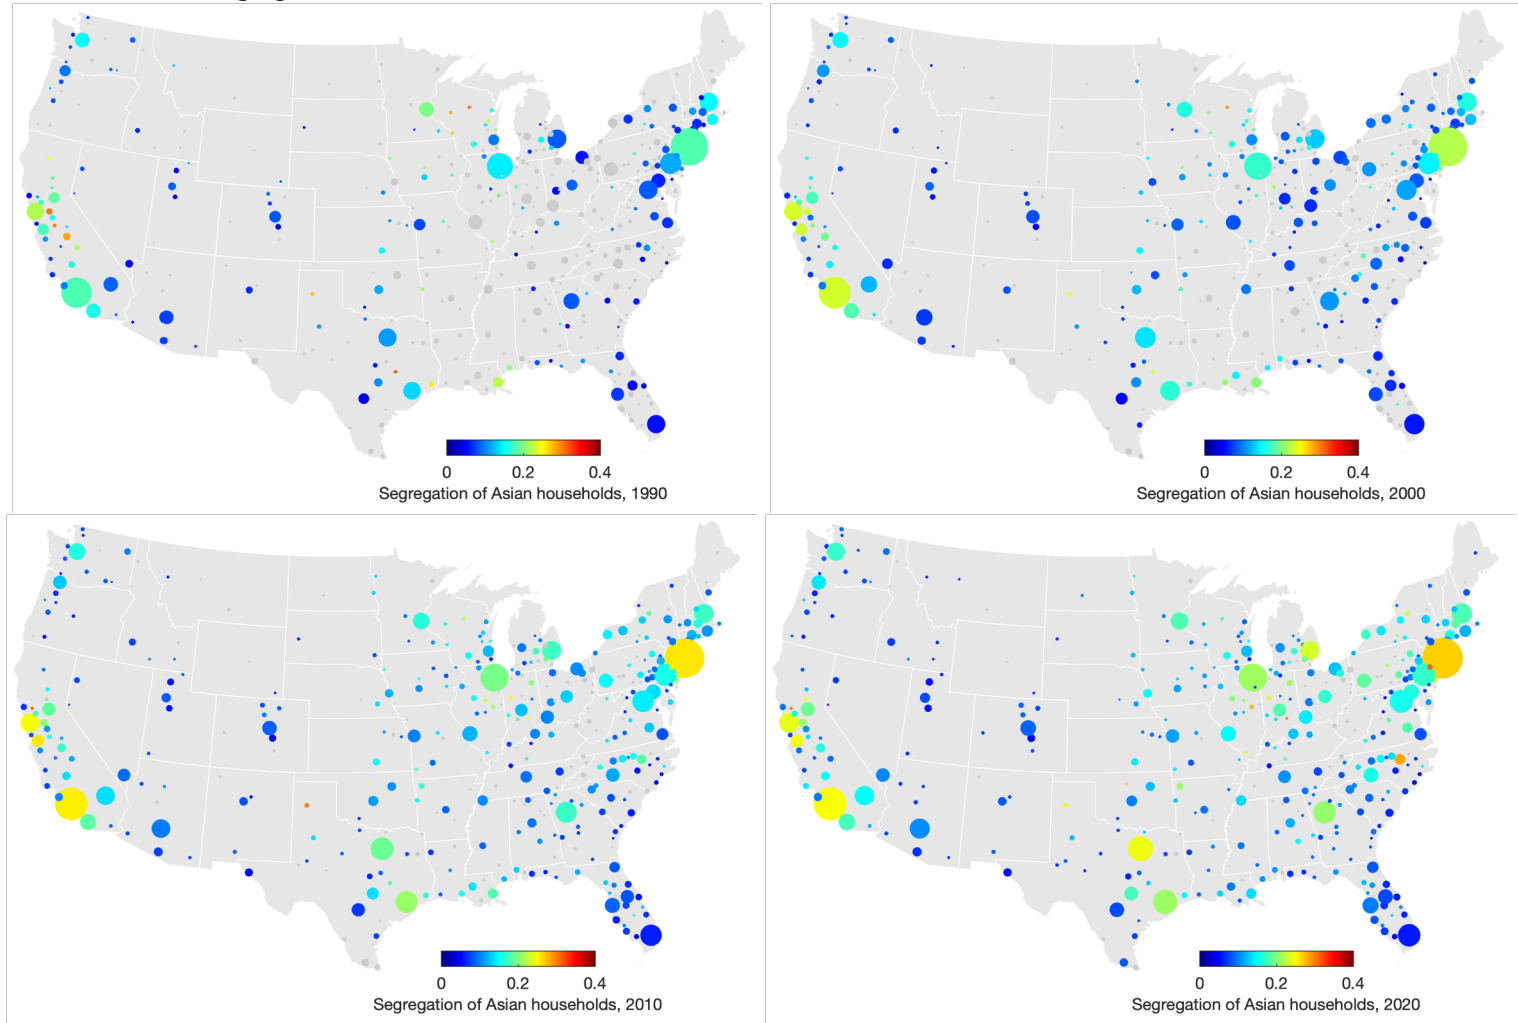 0 0.2 0.4
Segregation of Asian households, 1990
0 0.2 0.4
Segregation of Asian households, 2000
0 0.2 0.4
Segregation of Asian households, 2010
0 0.2 0.4
Segregation of Asian households, 2020